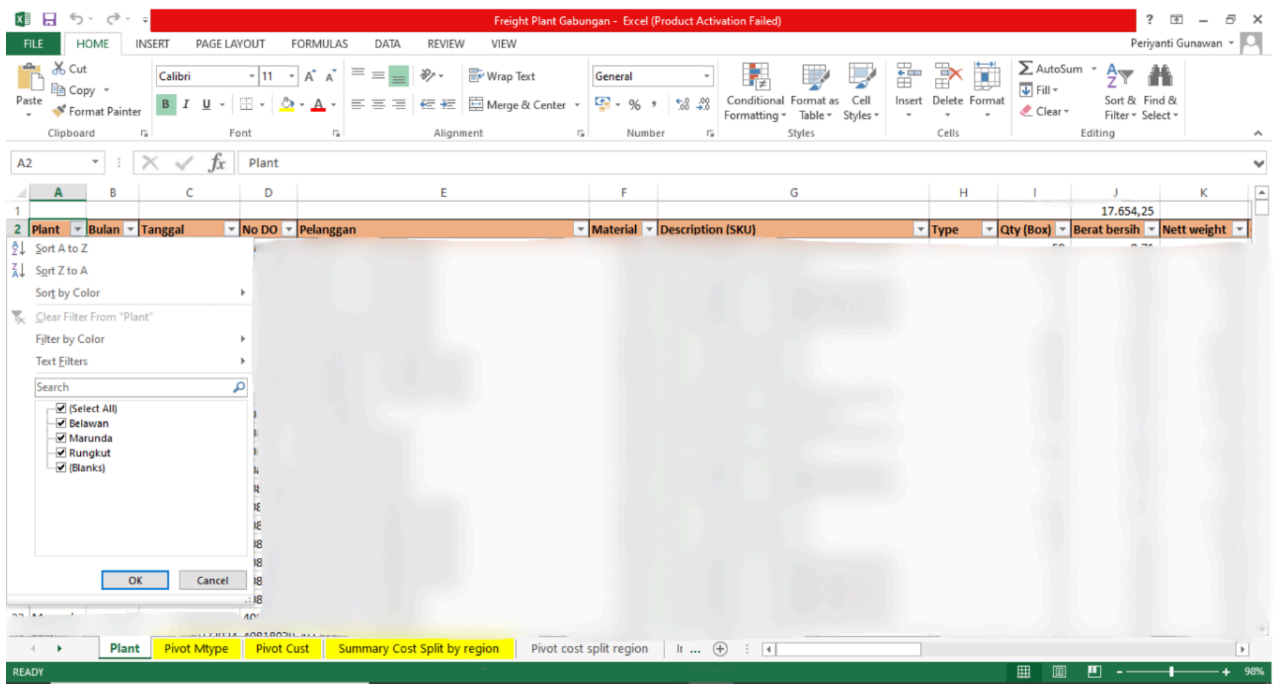 Freight Plant Gabungan - Excel (Product Activation Failed)
FILE HOME INSERT PAGE LAYOUT FORMULAS DATA REVIEW VIEW Periyanti Gunawan
Cut
Copy
Format Painter
Paste
Clipboard
Calibri 11
B I U
Font
Wrap Text
Merge & Center
Alignment
General
% ,
Number
Conditional Formatting
Format as Table
Cell Styles
Styles
Insert Delete Format
Cells
AutoSum
Fill
Clear
Sort & Filter
Find & Select
Editing
A2 fx Plant
A B C D E F G H I J K
1 17.654,25
2 Plant Bulan Tanggal No DO Pelanggan Material Description (SKU) Type Qty (Box) Berat bersih Nett weight
Sort A to Z
Sort Z to A
Sort by Color
Clear Filter From "Plant"
Filter by Color
Text Filters
Search
(Select All)
Belawan
Marunda
Rungkut
(Blanks)
OK Cancel
Plant Pivot Mtype Pivot Cust Summary Cost Split by region Pivot cost split region
READY 98%